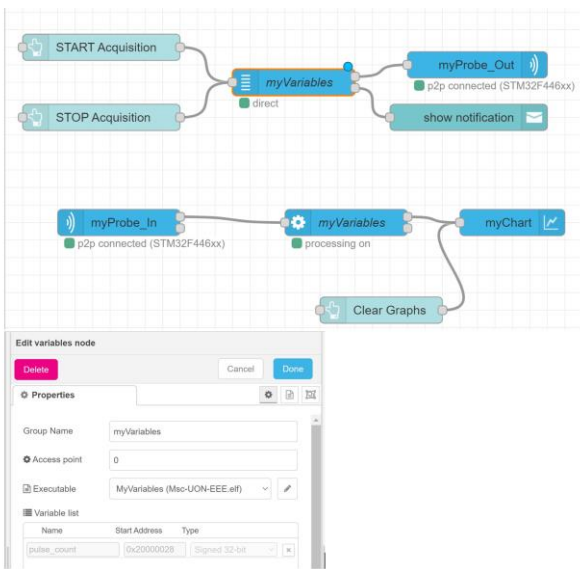 START Acquisition
STOP Acquisition
myVariables
direct
myProbe_Out
p2p connected (STM32F446xx)
show notification
myProbe_In
p2p connected (STM32F446xx)
myVariables
processing on
myChart
Clear Graphs
Edit variables node
Delete
Cancel
Done
Properties
Group Name
myVariables
Access point
0
Executable
MyVariables (Msc-UON-EEE.elf)
Variable list
Name Start Address Type
pulse_count 0x20000028 Signed 32-bit x